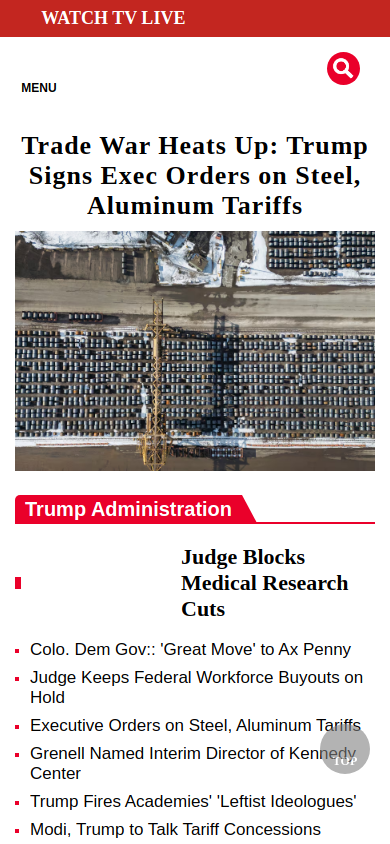 WATCH TV LIVE
MENU
Trade War Heats Up: Trump
Signs Exec Orders on Steel,
Aluminum Tariffs
Trump Administration
Judge Blocks
Medical Research
Cuts
Colo. Dem Gov:: 'Great Move' to Ax Penny
Judge Keeps Federal Workforce Buyouts on
Hold
Executive Orders on Steel, Aluminum Tariffs
Grenell Named Interim Director of Kennedy
Center
TOP
Trump Fires Academies' 'Leftist Ideologues'
Modi, Trump to Talk Tariff Concessions